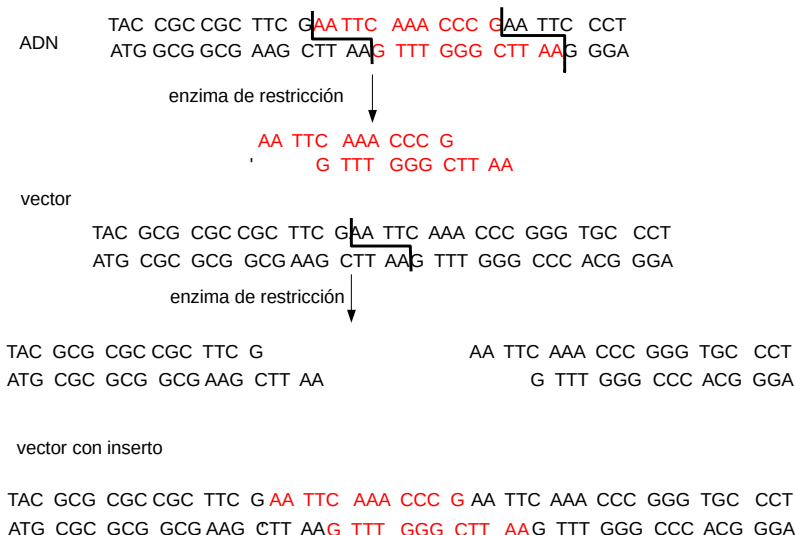 TAC CGC CGC TTC GAA TTC AAA CCC GAA TTC CCT
ADN
ATG GCG GCG AAG CTT AAG TTT GGG CTT AAG GGA
enzima de restricción
AA TTC AAA CCC G
' G TTT GGG CTT AA
vector
TAC GCG CGC CGC TTC GAA TTC AAA CCC GGG TGC CCT
ATG CGC GCG GCG AAG CTT AAG TTT GGG CCC ACG GGA
enzima de restricción
TAC GCG CGC CGC TTC G AA TTC AAA CCC GGG TGC CCT
ATG CGC GCG GCG AAG CTT AA G TTT GGG CCC ACG GGA
vector con inserto
TAC GCG CGC CGC TTC G AA TTC AAA CCC G AA TTC AAA CCC GGG TGC CCT
ATG CGC GCG GCG AAG CTT AAG TTT GGG CTT AAG TTT GGG CCC ACG GGA